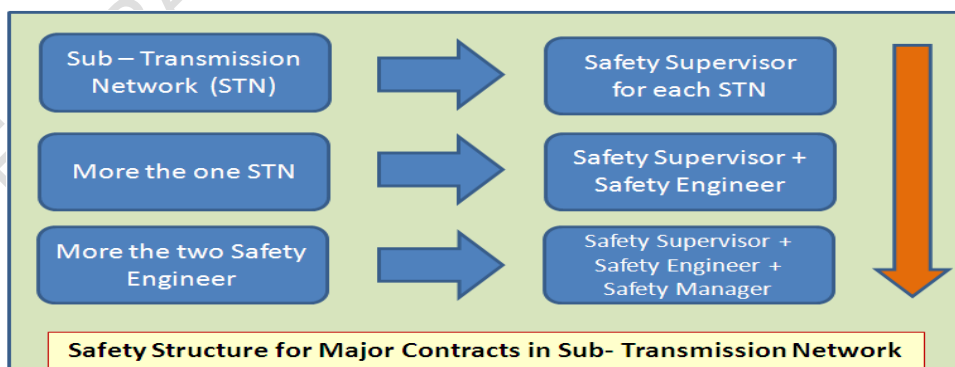 Sub – Transmission
Network (STN)
Safety Supervisor
for each STN
More the one STN
Safety Supervisor +
Safety Engineer
More the two Safety
Engineer
Safety Supervisor +
Safety Engineer +
Safety Manager
Safety Structure for Major Contracts in Sub- Transmission Network